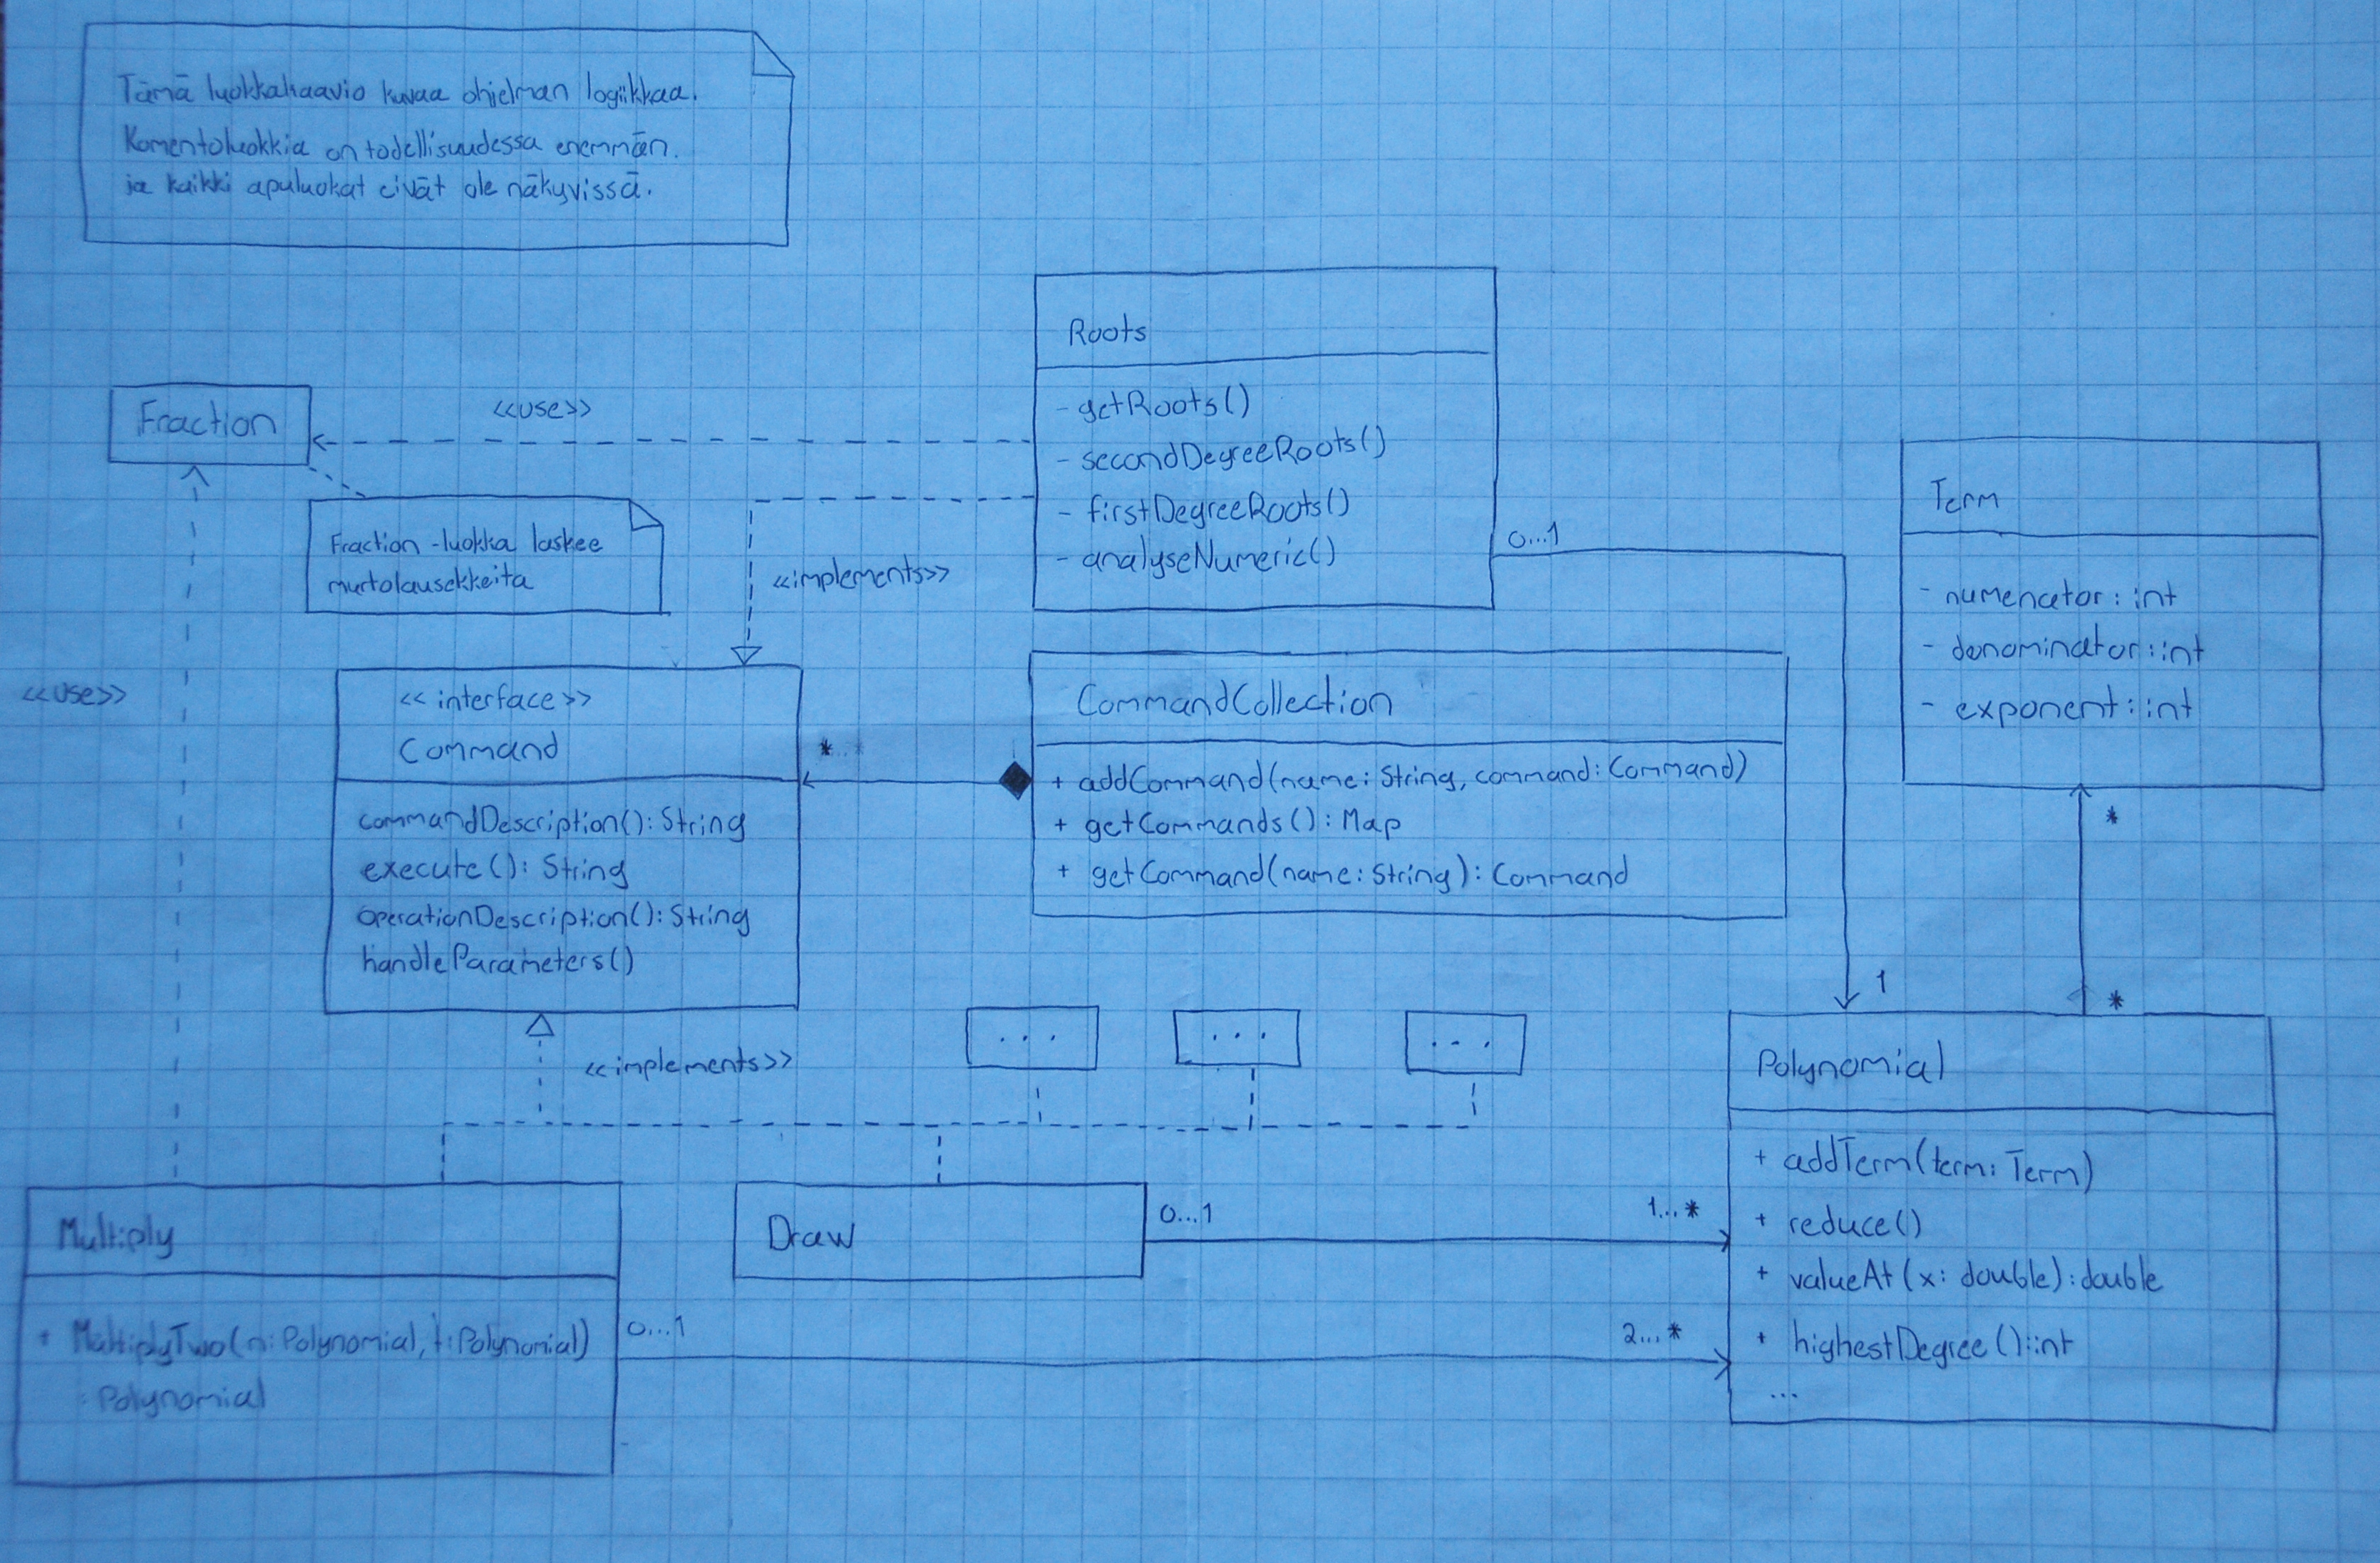 Tämä luokkakaavio kuvaa ohjelman logiikkaa.
Komentoluokkia on todellisuudessa enemmän.
ja kaikki apuluokat eivät ole näkyvissä.
Roots
- getRoots()
- secondDegreeRoots()
- firstDegreeRoots()
- analyseNumeric()
Fraction
<<use>>
Fraction -luokka laskee
murtolausekkeita
<<implements>>
0...1
Term
- numenator: int
- denominator: int
- exponent: int
<<use>>
<<interface>>
Command
commandDescription(): String
execute(): String
operationDescription(): String
handleParameters()
*
CommandCollection
+ addCommand(name: String, command: Command)
+ getCommands(): Map
+ getCommand(name: String): Command
*
1
*
<<implements>>
...
...
...
Polynomial
+ addTerm(term: Term)
+ reduce()
+ valueAt(x: double): double
+ highestDegree(): int
...
Multiply
+ MultiplyTwo(n: Polynomial, t: Polynomial)
: Polynomial
Draw
0...1
1...*
0...1
2...*